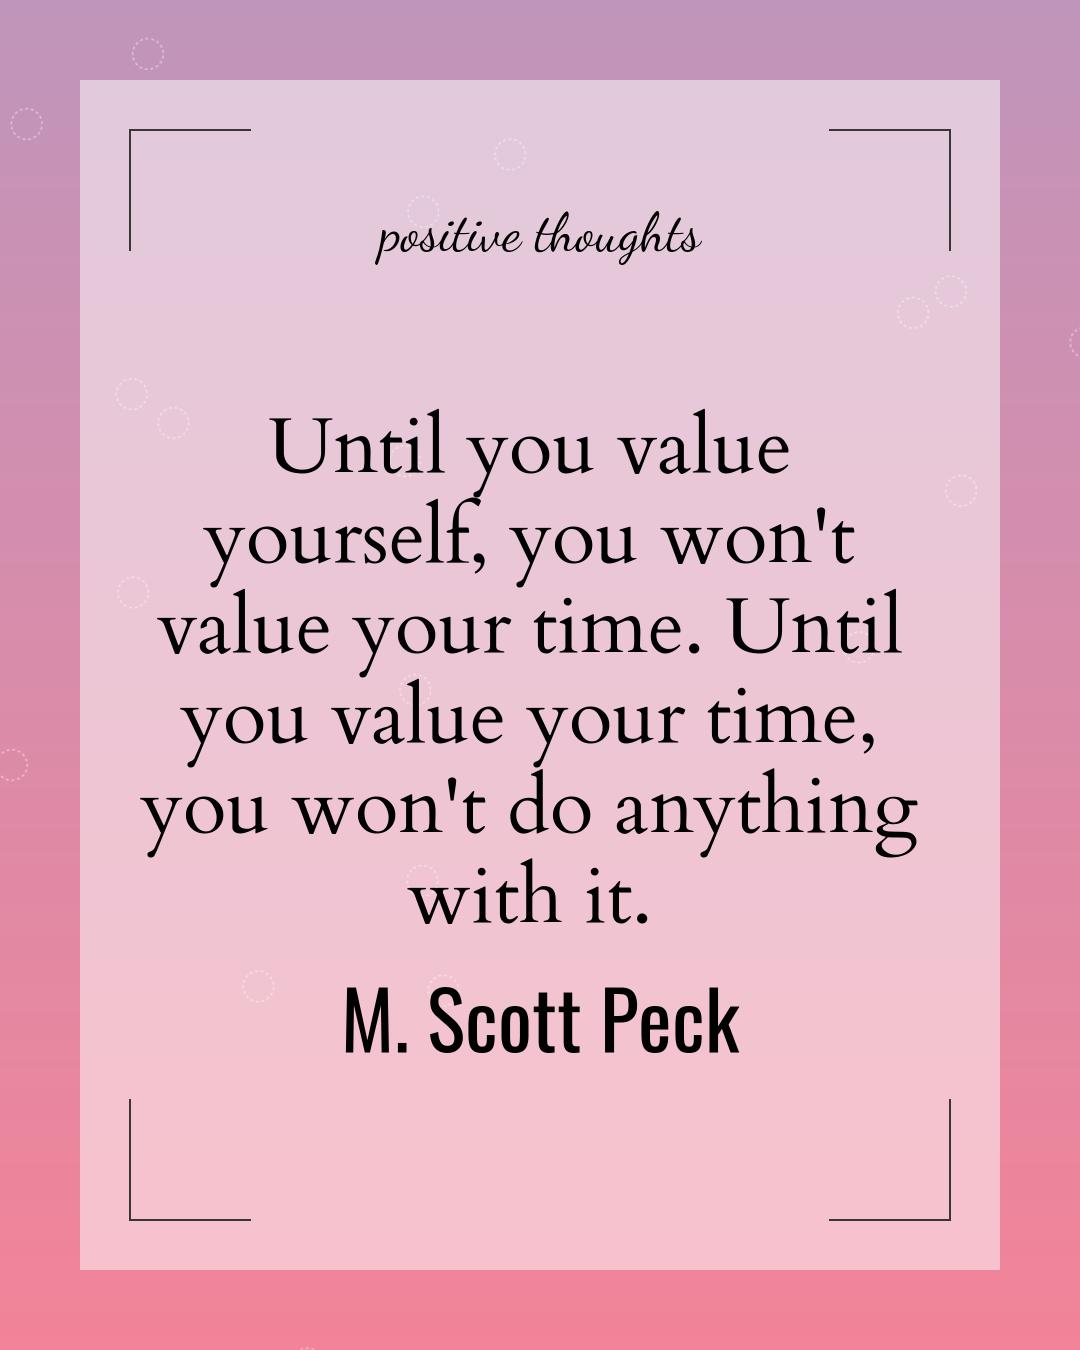 positive thoughts
Until you value
yourself, you won't
value your time. Until
you value your time,
you won't do anything
with it.
M. Scott Peck